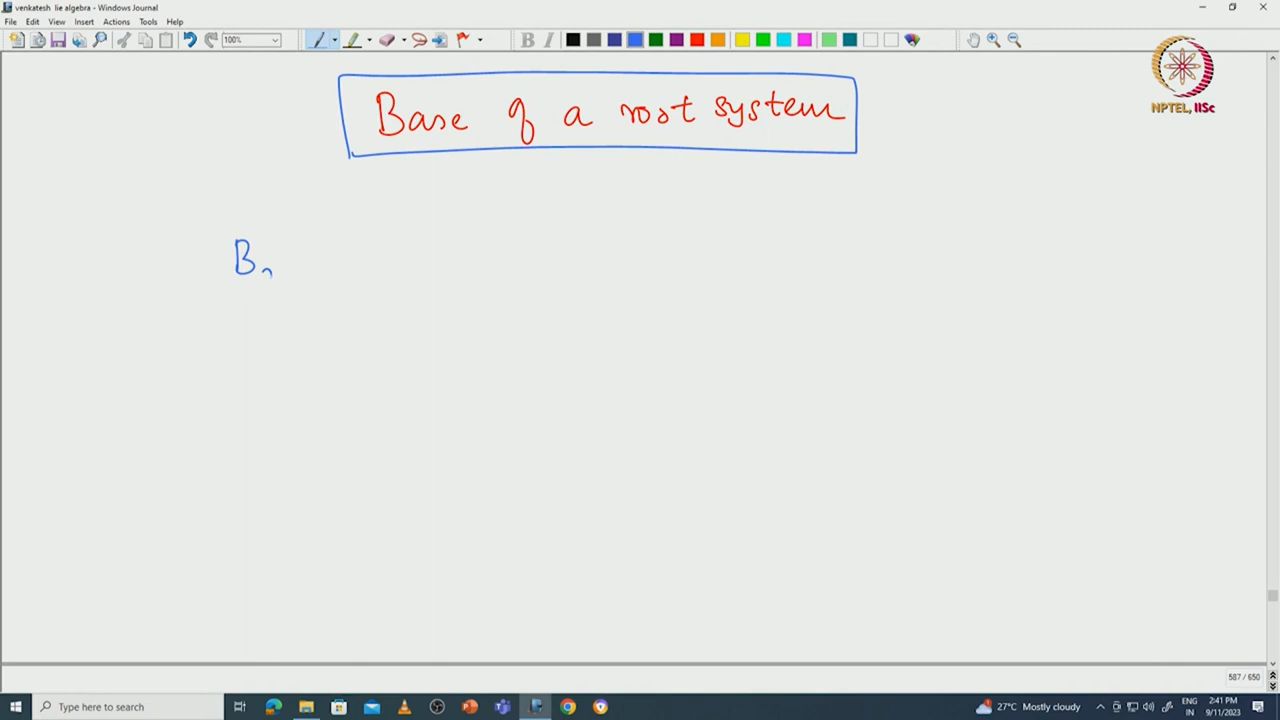 venkatesh lie algebra - Windows Journal
File Edit View Insert Actions Tools Help
100%
B I
Base of a root system
NPTEL, IISc
B
587 / 650
Type here to search
27°C Mostly cloudy
ENG
IN
2:41 PM
9/11/2023